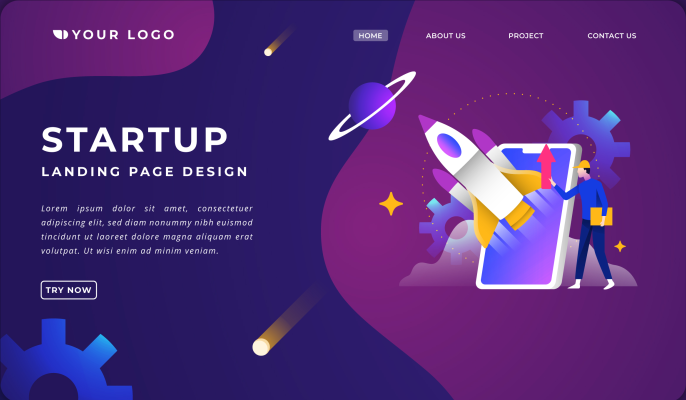 YOUR LOGO
HOME
ABOUT US
PROJECT
CONTACT US
STARTUP
LANDING PAGE DESIGN
Lorem ipsum dolor sit amet, consectetuer
adipiscing elit, sed diam nonummy nibh euismod
tincidunt ut laoreet dolore magna aliquam erat
volutpat. Ut wisi enim ad minim veniam.
TRY NOW